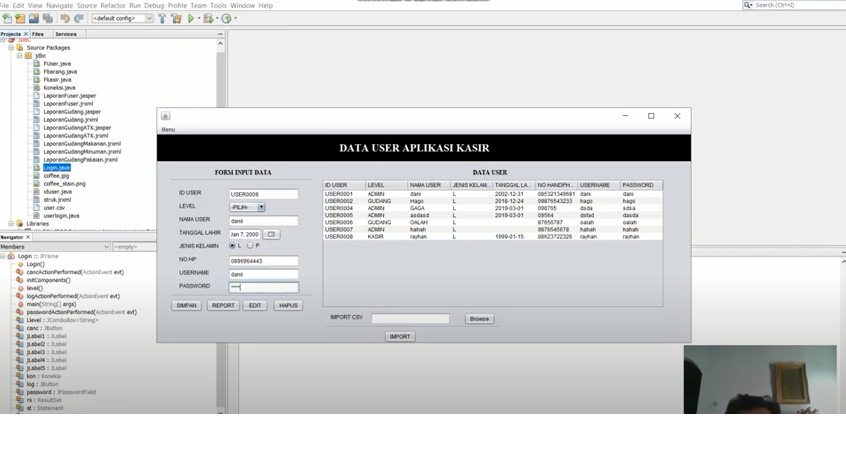 File Edit View Navigate Source Refactor Run Debug Profile Team Tools Window Help
Search (Ctrl+I)
<default config>
Projects Files Services
JDBC
Source Packages
jdbc
FUser.java
Fbarang.java
Fkasir.java
Koneksi.java
LaporanFuser.jasper
LaporanFuser.jrxml
LaporanGudang.jasper
LaporanGudang.jrxml
LaporanGudangATK.jasper
LaporanGudangATK.jrxml
LaporanGudangMakanan.jrxml
LaporanGudangMinuman.jrxml
LaporanGudangPakaian.jrxml
Login.java
coffee.jpg
coffee_stain.png
iduser.java
struk.jrxml
user.csv
userlogin.java
Libraries
Navigator
Members <empty>
Login :: JFrame
Login()
cancActionPerformed(ActionEvent evt)
initComponents()
level()
logActionPerformed(ActionEvent evt)
main(String[] args)
passwordActionPerformed(ActionEvent evt)
Llevel : JComboBox<String>
canc : JButton
jLabel1 : JLabel
jLabel2 : JLabel
jLabel3 : JLabel
jLabel4 : JLabel
jLabel5 : JLabel
kon : Koneksi
log : JButton
password : JPasswordField
rs : ResultSet
st : Statement
Menu
DATA USER APLIKASI KASIR
FORM INPUT DATA
ID USER USER0009
LEVEL -PILIH-
NAMA USER danii
TANGGAL LAHIR Jan 7, 2000
JENIS KELAMIN L P
NO HP 0896964443
USERNAME danii
PASSWORD ****
SIMPAN REPORT EDIT HAPUS
DATA USER
ID USER LEVEL NAMA USER JENIS KELAM... TANGGAL LA... NO HANDPH... USERNAME PASSWORD
USER0001 ADMIN dani L 2002-12-31 085321349681 dani dani
USER0002 GUDANG Hago L 2018-12-24 09876543233 hago hago
USER0004 ADMIN GAGA L 2019-03-01 098765 dsda sdsa
USER0005 ADMIN asdasd L 2019-03-01 09564 dsfad dasda
USER0006 GUDANG OALAH L 87656787 oalah oalah
USER0007 ADMIN hahah L 9876545678 hahah hahah
USER0008 KASIR rayhan L 1999-01-15 08623722326 rayhan rayhan
IMPORT CSV Browse
IMPORT